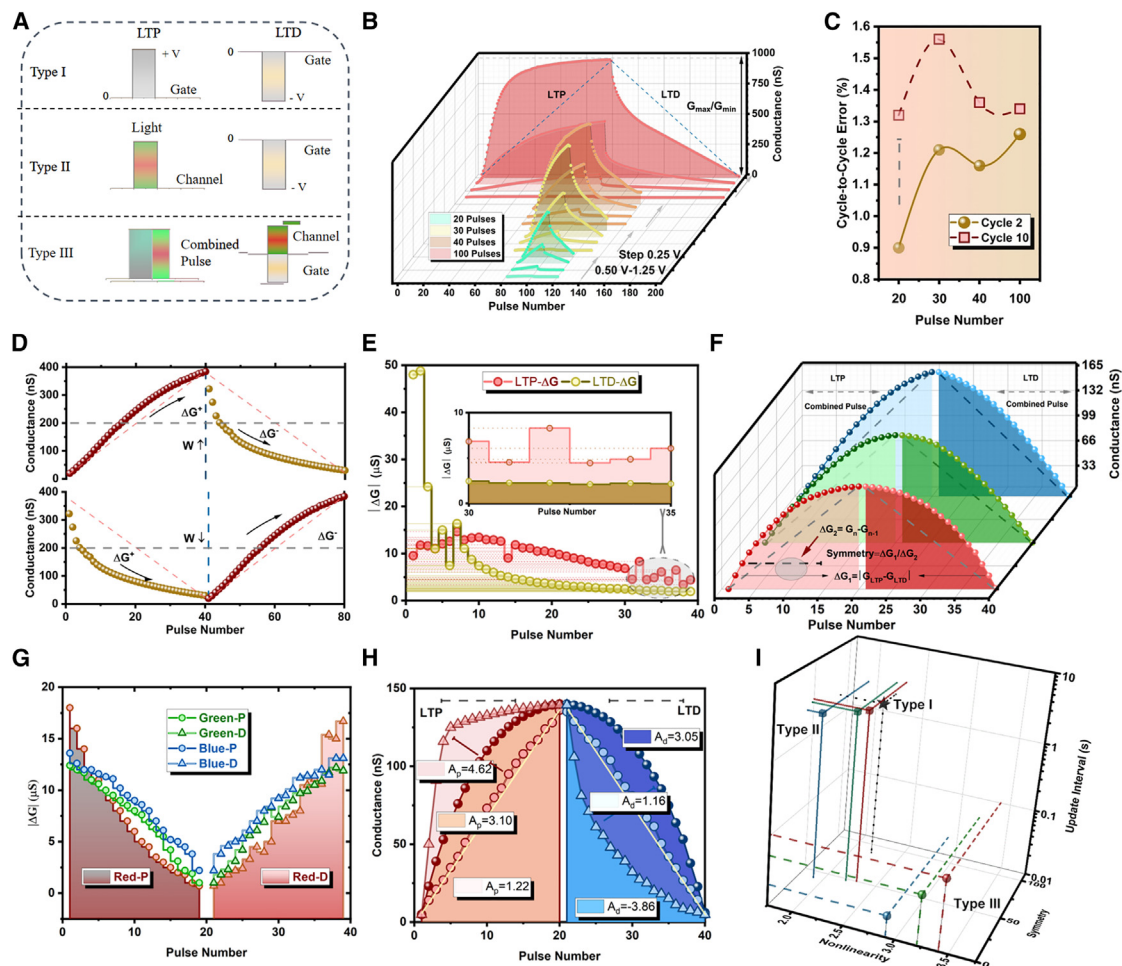 A
LTP
LTD
Type I
+ V
0
Gate
0
Gate
- V
Type II
Light
Channel
0
Gate
- V
Type III
Combined
Pulse
Channel
Gate
B
LTP
LTD
Gmax/Gmin
20 Pulses
30 Pulses
40 Pulses
100 Pulses
Step 0.25 V
0.50 V-1.25 V
0 20 40 60 80 100 120 140 160 180 200
Pulse Number
1000
750
500
250
0
Conductance (nS)
C
1.6
1.5
1.4
1.3
1.2
1.1
1.0
0.9
0.8
Cycle-to-Cycle Error (%)
Cycle 2
Cycle 10
20 30 40 100
Pulse Number
D
400
300
200
100
0
Conductance (nS)
ΔG⁺
ΔG⁻
W ↑
400
300
200
100
0
Conductance (nS)
ΔG⁺
ΔG⁻
W ↓
0 20 40 60 80
Pulse Number
E
50
40
30
20
10
0
|ΔG| (μS)
LTP-ΔG
LTD-ΔG
10
0
|ΔG| (μS)
30 Pulse Number 35
0 10 20 30 40
Pulse Number
F
LTP
Combined Pulse
LTD
Combined Pulse
165
132
99
66
33
Conductance (nS)
ΔG2= Gn-Gn-1
Symmetry=ΔG1/ΔG2
ΔG1=|GLTP-GLTD|
0 5 10 15 20 25 30 35 40
Pulse Number
G
20
15
10
5
0
|ΔG| (μS)
Green-P
Green-D
Blue-P
Blue-D
Red-P
Red-D
0 10 20 30 40
Pulse Number
H
150
100
50
0
Conductance (nS)
LTP
LTD
Ap=4.62
Ap=3.10
Ap=1.22
Ad=3.05
Ad=1.16
Ad=-3.86
0 10 20 30 40
Pulse Number
I
Type I
Type II
Type III
10
1
0.1
0.01
Update Interval (s)
100
50
0
Symmetry
2.0 2.5 3.0 3.5
Nonlinearity